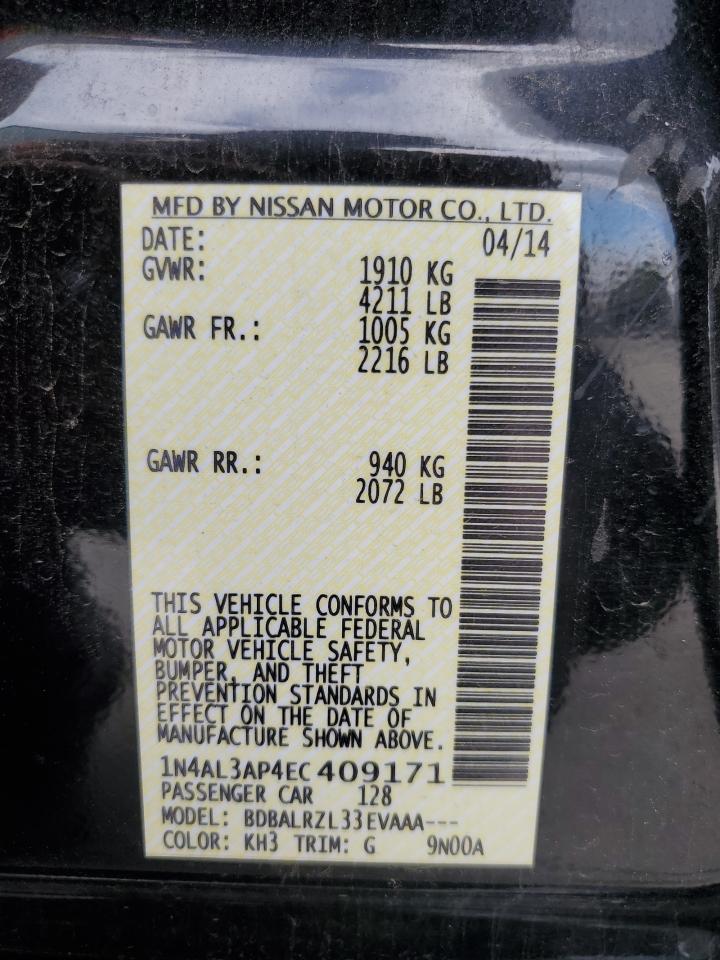 MFD BY NISSAN MOTOR CO., LTD.
DATE: 04/14
GVWR: 1910 KG
4211 LB
GAWR FR.: 1005 KG
2216 LB
GAWR RR.: 940 KG
2072 LB
THIS VEHICLE CONFORMS TO
ALL APPLICABLE FEDERAL
MOTOR VEHICLE SAFETY,
BUMPER, AND THEFT
PREVENTION STANDARDS IN
EFFECT ON THE DATE OF
MANUFACTURE SHOWN ABOVE.
1N4AL3AP4EC409171
PASSENGER CAR 128
MODEL: BDBALRZL33EVAAA---
COLOR: KH3 TRIM: G 9N00A